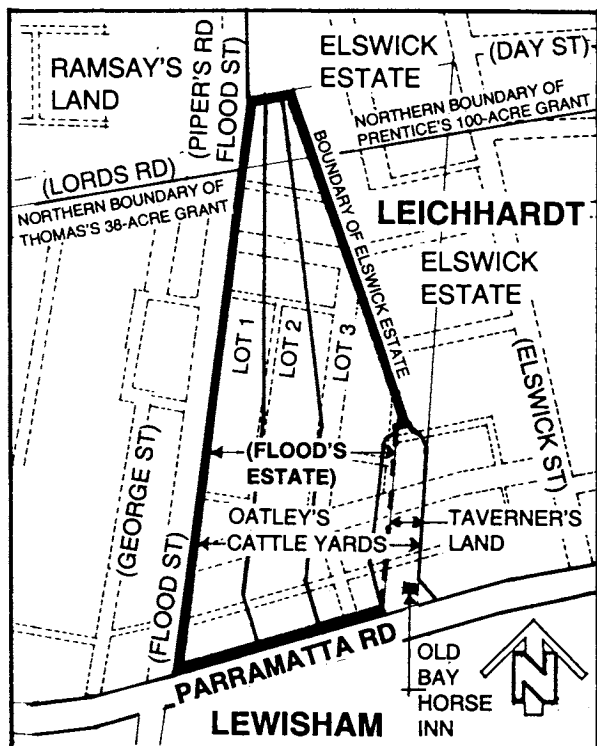 RAMSAY'S
LAND
(PIPER'S RD
FLOOD ST)
ELSWICK
ESTATE
(DAY ST)
NORTHERN BOUNDARY OF
PRENTICE'S 100-ACRE GRANT
(LORDS RD)
NORTHERN BOUNDARY OF
THOMAS'S 38-ACRE GRANT
BOUNDARY OF ELSWICK ESTATE
LEICHHARDT
ELSWICK
ESTATE
LOT 1
LOT 2
LOT 3
(ELSWICK ST)
(FLOOD'S
ESTATE)
(GEORGE ST)
OATLEY'S
CATTLE YARDS
TAVERNER'S
LAND
(FLOOD ST)
PARRAMATTA RD
OLD
BAY
HORSE
INN
N
LEWISHAM